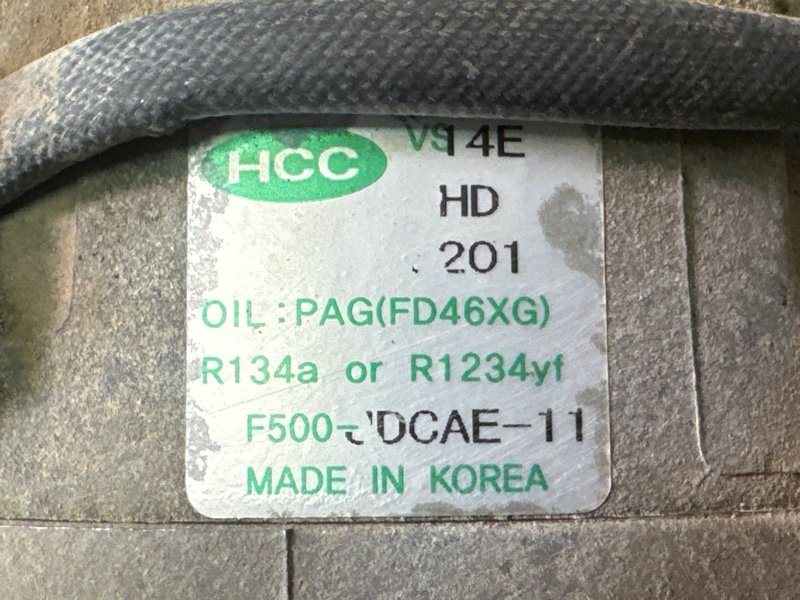 HCC
VS14E
HD
201
OIL : PAG(FD46XG)
R134a or R1234yf
MADE IN KOREA